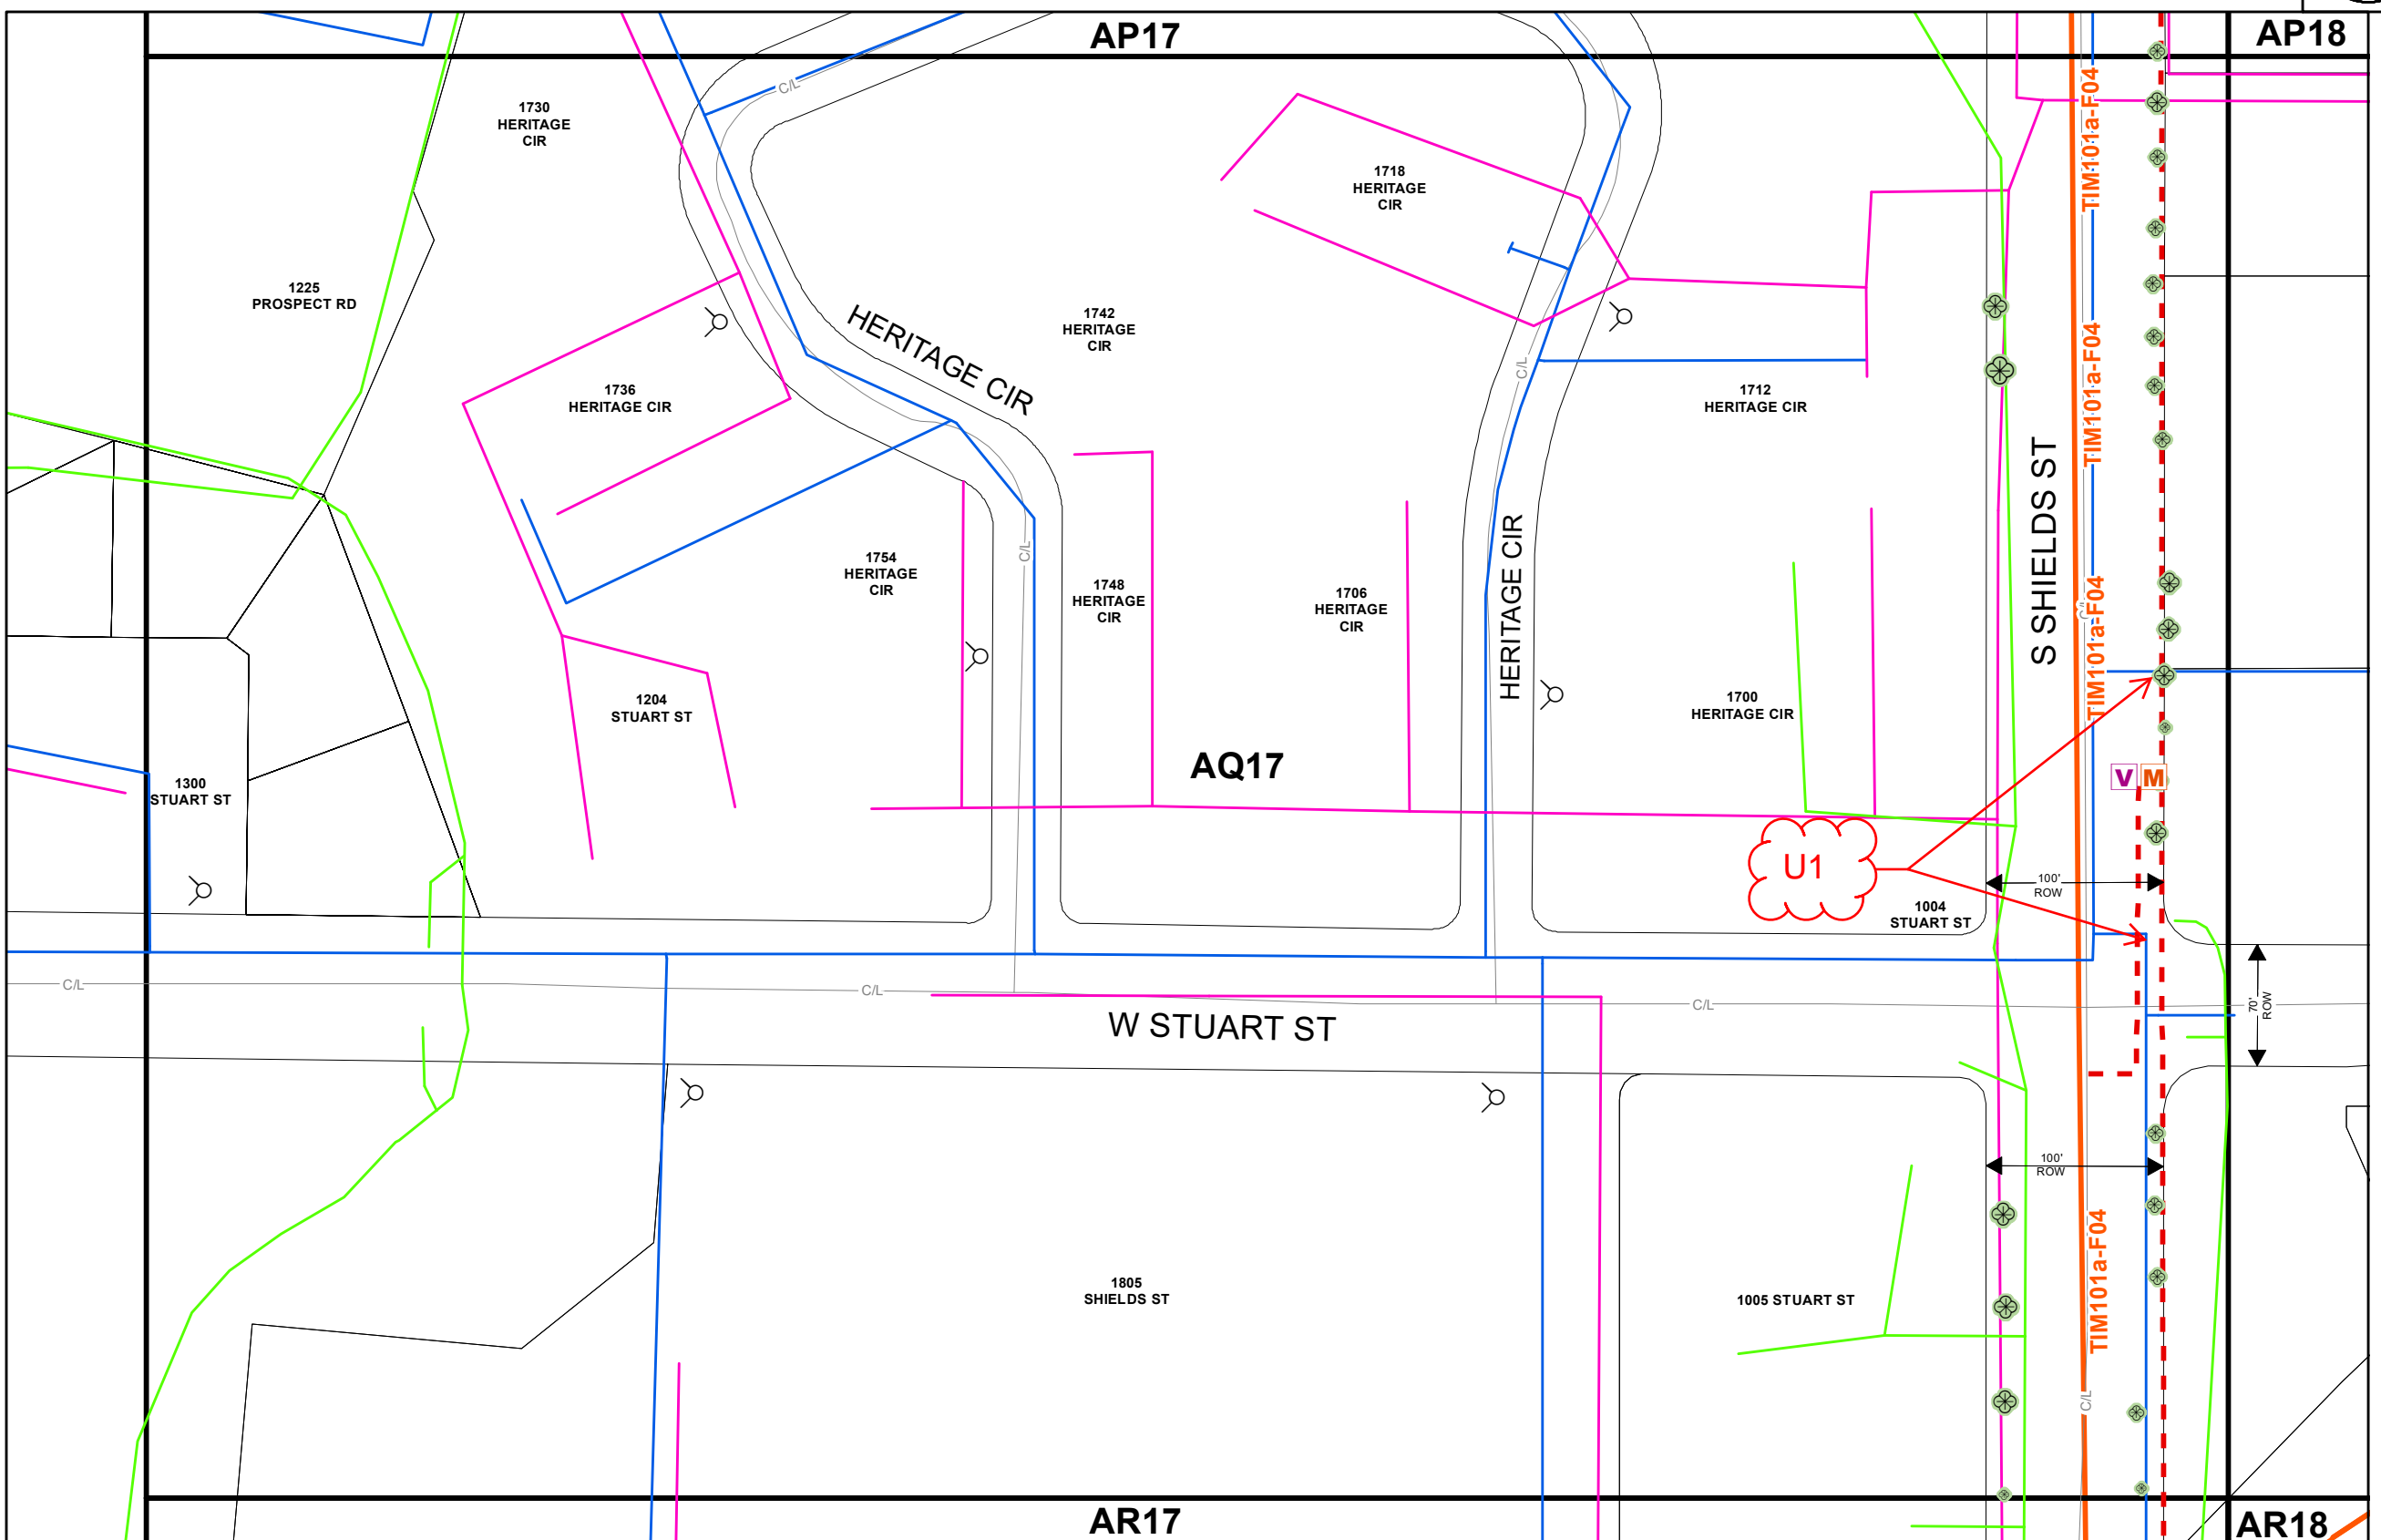 AP17
AP18
1730
HERITAGE
CIR
C/L
TIM101a-F04
1718
HERITAGE
CIR
1225
PROSPECT RD
HERITAGE CIR
1742
HERITAGE
CIR
C/L
1736
HERITAGE CIR
1712
HERITAGE CIR
TIM101a-F04
S SHIELDS ST
C/L
1754
HERITAGE
CIR
1748
HERITAGE
CIR
1706
HERITAGE
CIR
HERITAGE CIR
C/L
TIM101a-F04
1204
STUART ST
1700
HERITAGE CIR
AQ17
1300
STUART ST
V M
U1
100'
ROW
1004
STUART ST
C/L
C/L
C/L
70'
ROW
W STUART ST
100'
ROW
1805
SHIELDS ST
1005 STUART ST
TIM101a-F04
C/L
AR17
AR18